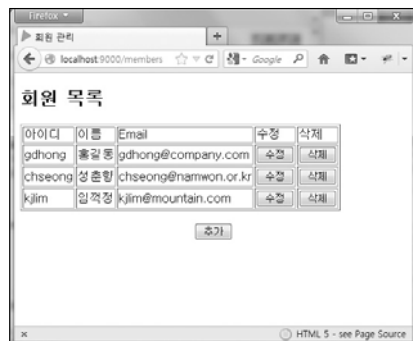 Firefox
회원 관리
localhost:9000/members Google
회원 목록
아이디 이름 Email 수정 삭제
gdhong 홍길동 gdhong@company.com 수정 삭제
chseong 성춘향 chseong@namwon.or.kr 수정 삭제
kjlim 임꺽정 kjlim@mountain.com 수정 삭제
추가
HTML 5 - see Page Source